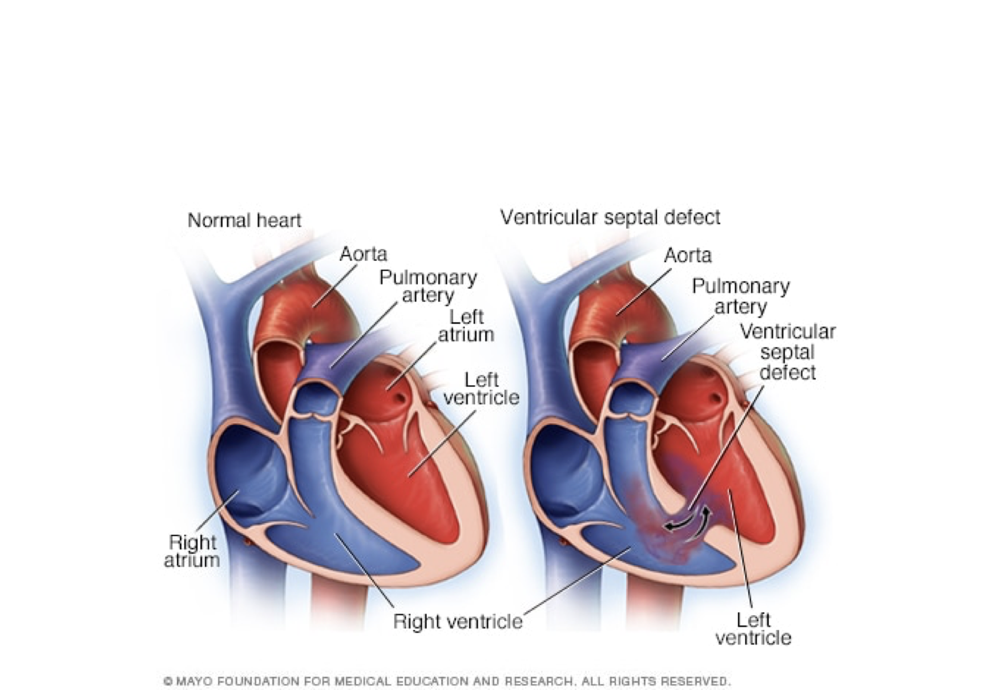 Normal heart
Aorta
Pulmonary
artery
Left
atrium
Left
ventricle
Right
atrium
Right ventricle
Ventricular septal defect
Aorta
Pulmonary
artery
Ventricular
septal
defect
Left
ventricle
© MAYO FOUNDATION FOR MEDICAL EDUCATION AND RESEARCH. ALL RIGHTS RESERVED.